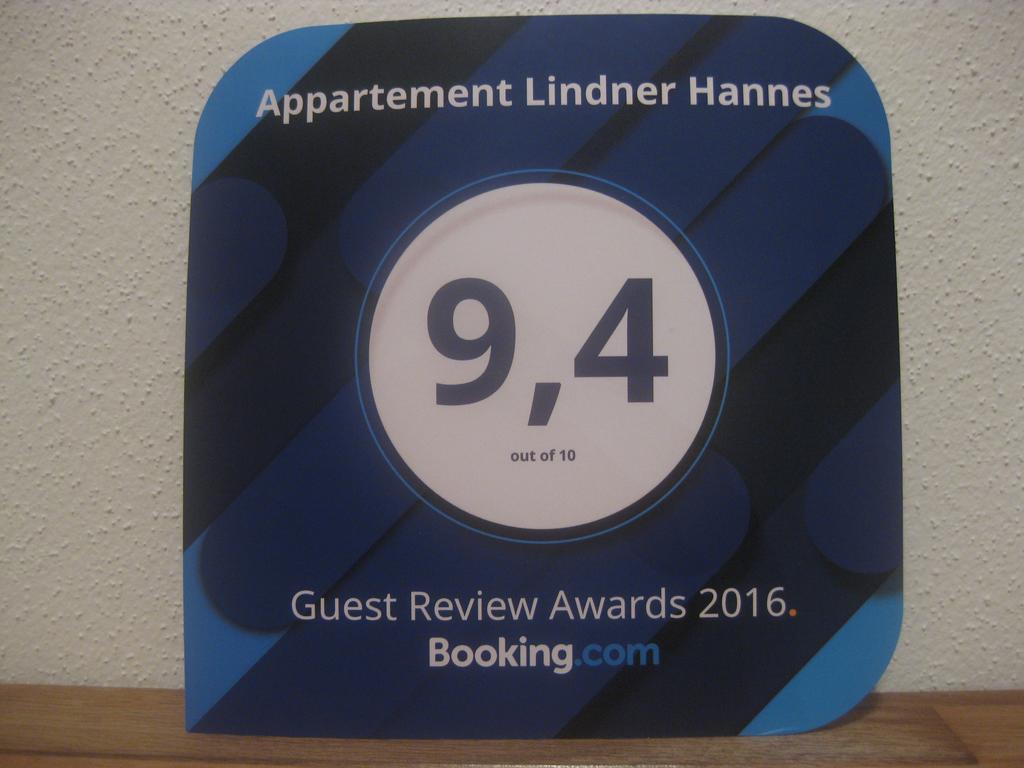 Appartement Lindner Hannes
9,4
out of 10
Guest Review Awards 2016.
Booking.com